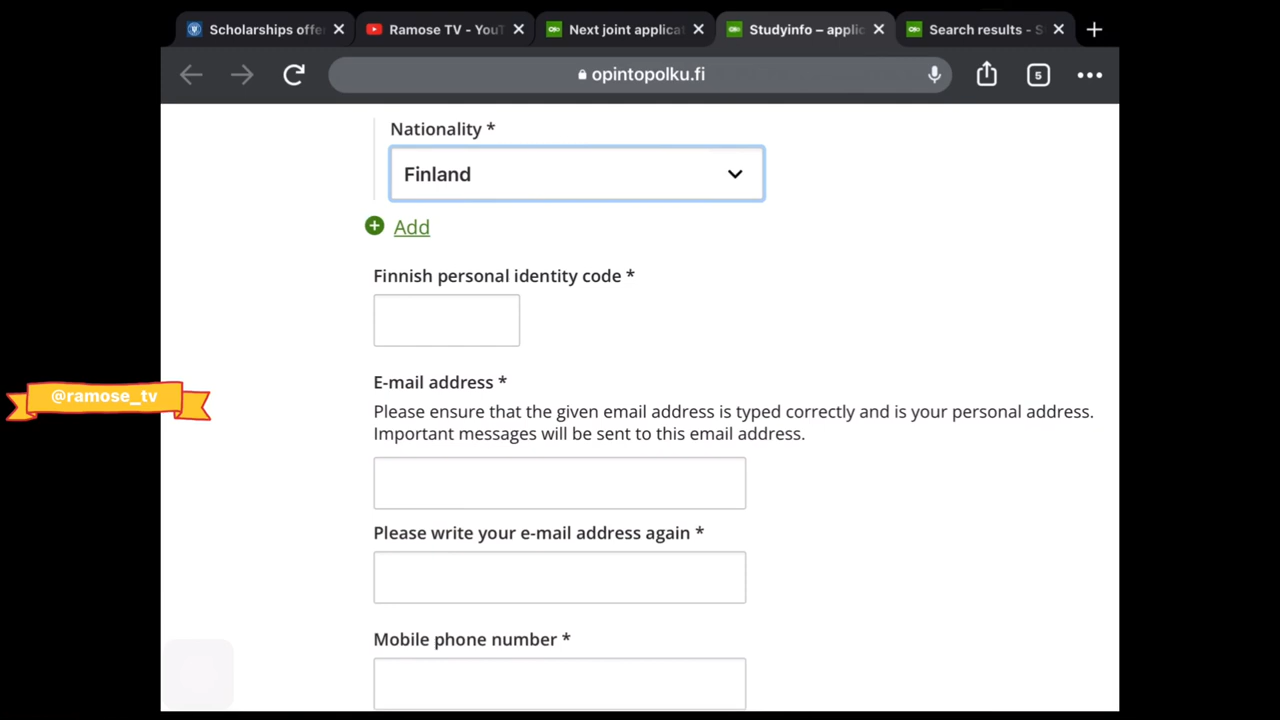 Scholarships offe
Ramose TV - YouT
Next joint applicat
Studyinfo – applic
Search results - S
opintopolku.fi
5
Nationality *
Finland
Add
Finnish personal identity code *
@ramose_tv
E-mail address *
Please ensure that the given email address is typed correctly and is your personal address.
Important messages will be sent to this email address.
Please write your e-mail address again *
Mobile phone number *